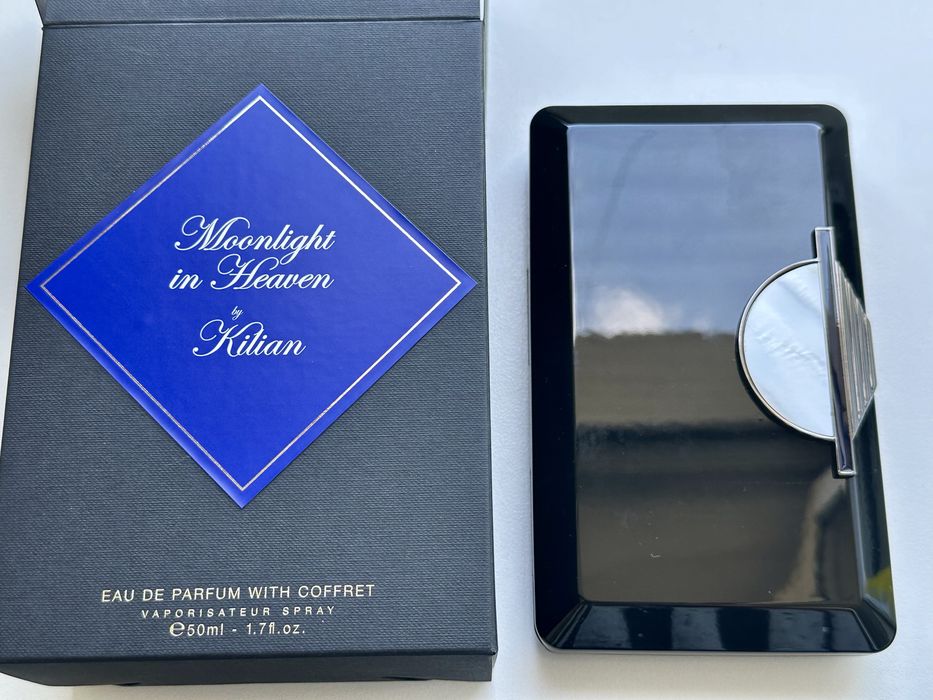 Moonlight
in Heaven
by
Kilian
EAU DE PARFUM WITH COFFRET
VAPORISATEUR SPRAY
℮50ml - 1.7fl.oz.